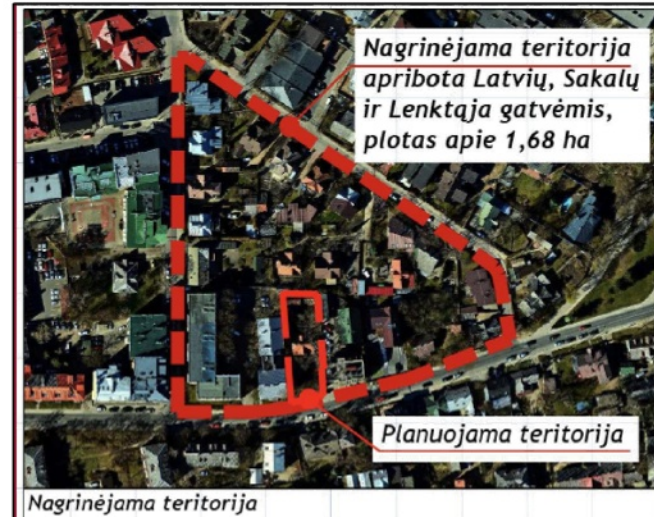 Nagrinėjama teritorija
apribota Latvių, Sakalų
ir Lenktąja gatvėmis,
plotas apie 1,68 ha
Planuojama teritorija
Nagrinėjama teritorija